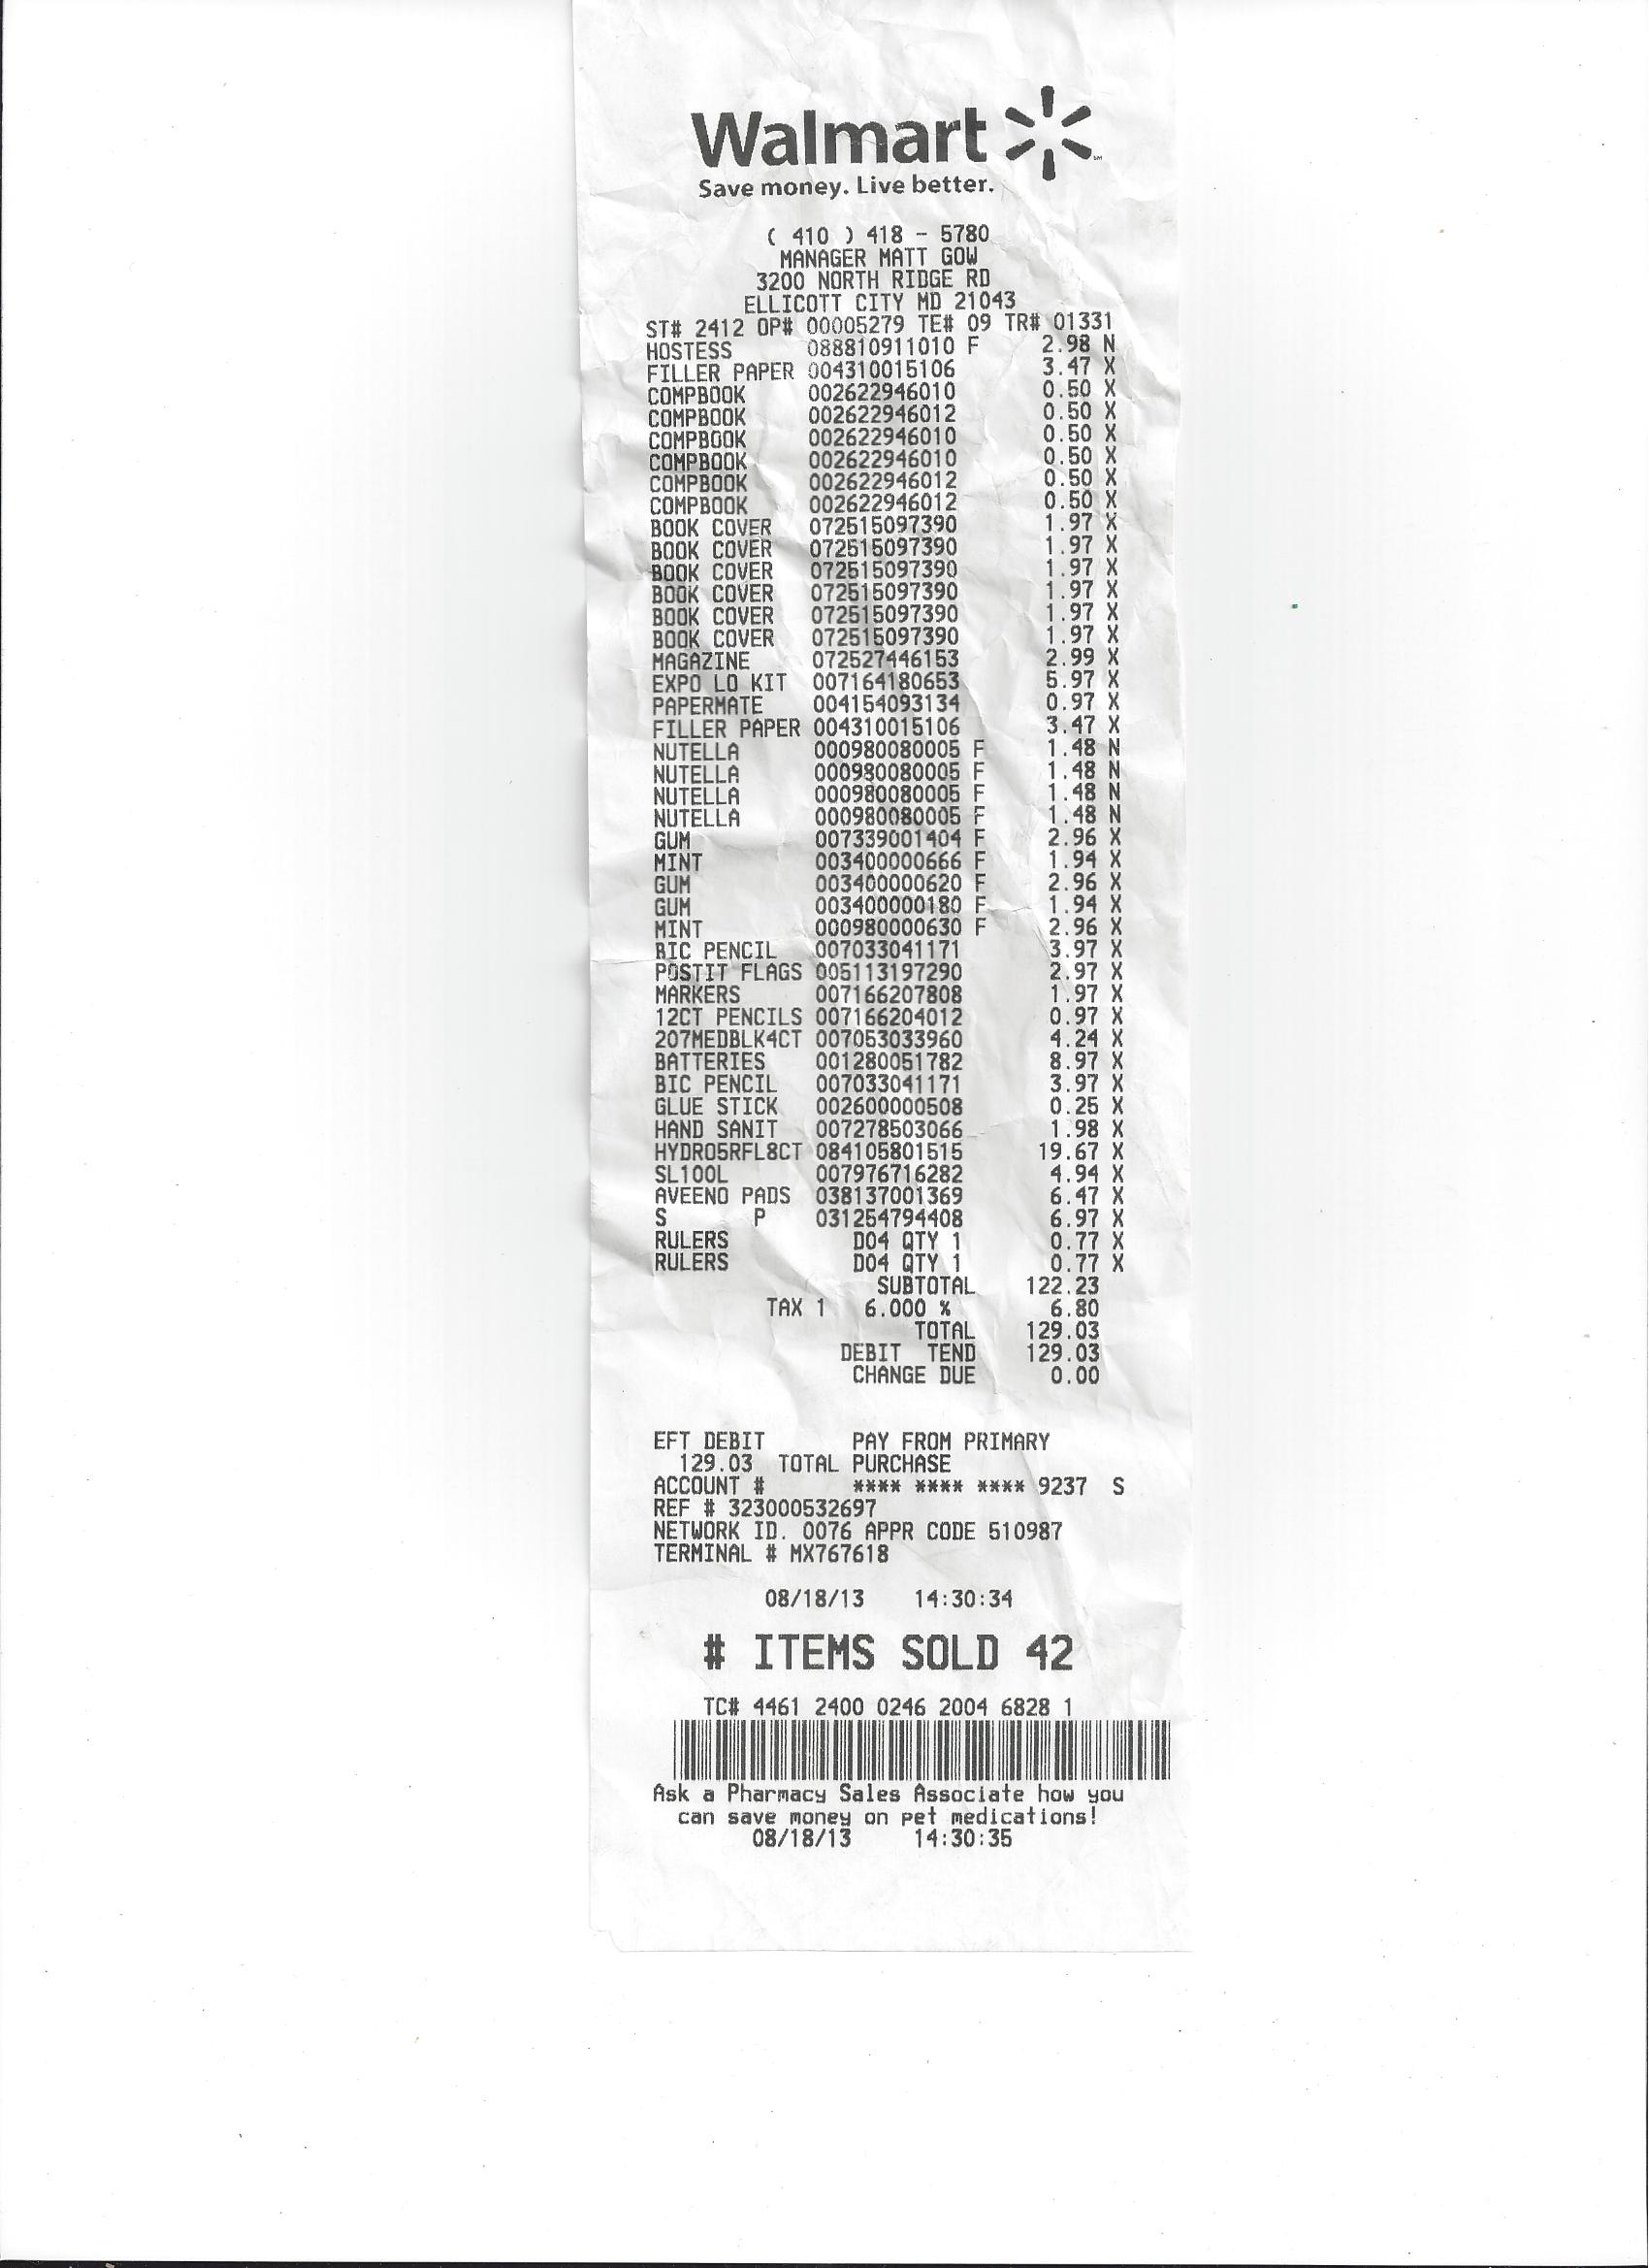 Walmart
Save money. Live better.
( 410 ) 418 - 5780
MANAGER MATT GOW
3200 NORTH RIDGE RD
ELLICOTT CITY MD 21043
ST# 2412 OP# 00005279 TE# 09 TR# 01331
HOSTESS 088810911010 F 2.98 N
FILLER PAPER 004310015106 3.47 X
COMPBOOK 002622946010 0.50 X
COMPBOOK 002622946012 0.50 X
COMPBOOK 002622946010 0.50 X
COMPBOOK 002622946010 0.50 X
COMPBOOK 002622946012 0.50 X
COMPBOOK 002622946012 0.50 X
BOOK COVER 072515097390 1.97 X
BOOK COVER 072515097390 1.97 X
BOOK COVER 072515097390 1.97 X
BOOK COVER 072515097390 1.97 X
BOOK COVER 072515097390 1.97 X
BOOK COVER 072515097390 1.97 X
MAGAZINE 072527446153 2.99 X
EXPO LO KIT 007164180653 5.97 X
PAPERMATE 004154093134 0.97 X
FILLER PAPER 004310015106 3.47 X
NUTELLA 000980080005 F 1.48 N
NUTELLA 000980080005 F 1.48 N
NUTELLA 000980080005 F 1.48 N
NUTELLA 000980080005 F 1.48 N
GUM 007339001404 F 2.96 X
MINT 003400000666 F 1.94 X
GUM 003400000620 F 2.96 X
GUM 003400000180 F 1.94 X
MINT 000980000630 F 2.96 X
BIC PENCIL 007033041171 3.97 X
POSTIT FLAGS 005113197290 2.97 X
MARKERS 007166207808 1.97 X
12CT PENCILS 007166204012 0.97 X
207MEDBLK4CT 007053033960 4.24 X
BATTERIES 001280051782 8.97 X
BIC PENCIL 007033041171 3.97 X
GLUE STICK 002600000508 0.25 X
HAND SANIT 007278503066 1.98 X
HYDRO5RFL8CT 084105801515 19.67 X
SL100L 007976716282 4.94 X
AVEENO PADS 038137001369 6.47 X
S P 031254794408 6.97 X
RULERS D04 QTY 1 0.77 X
RULERS D04 QTY 1 0.77 X
SUBTOTAL 122.23
TAX 1 6.000 % 6.80
TOTAL 129.03
DEBIT TEND 129.03
CHANGE DUE 0.00
EFT DEBIT PAY FROM PRIMARY
129.03 TOTAL PURCHASE
ACCOUNT # **** **** **** 9237 S
REF # 323000532697
NETWORK ID. 0076 APPR CODE 510987
TERMINAL # MX767618
08/18/13 14:30:34
# ITEMS SOLD 42
TC# 4461 2400 0246 2004 6828 1
Ask a Pharmacy Sales Associate how you
can save money on pet medications!
08/18/13 14:30:35